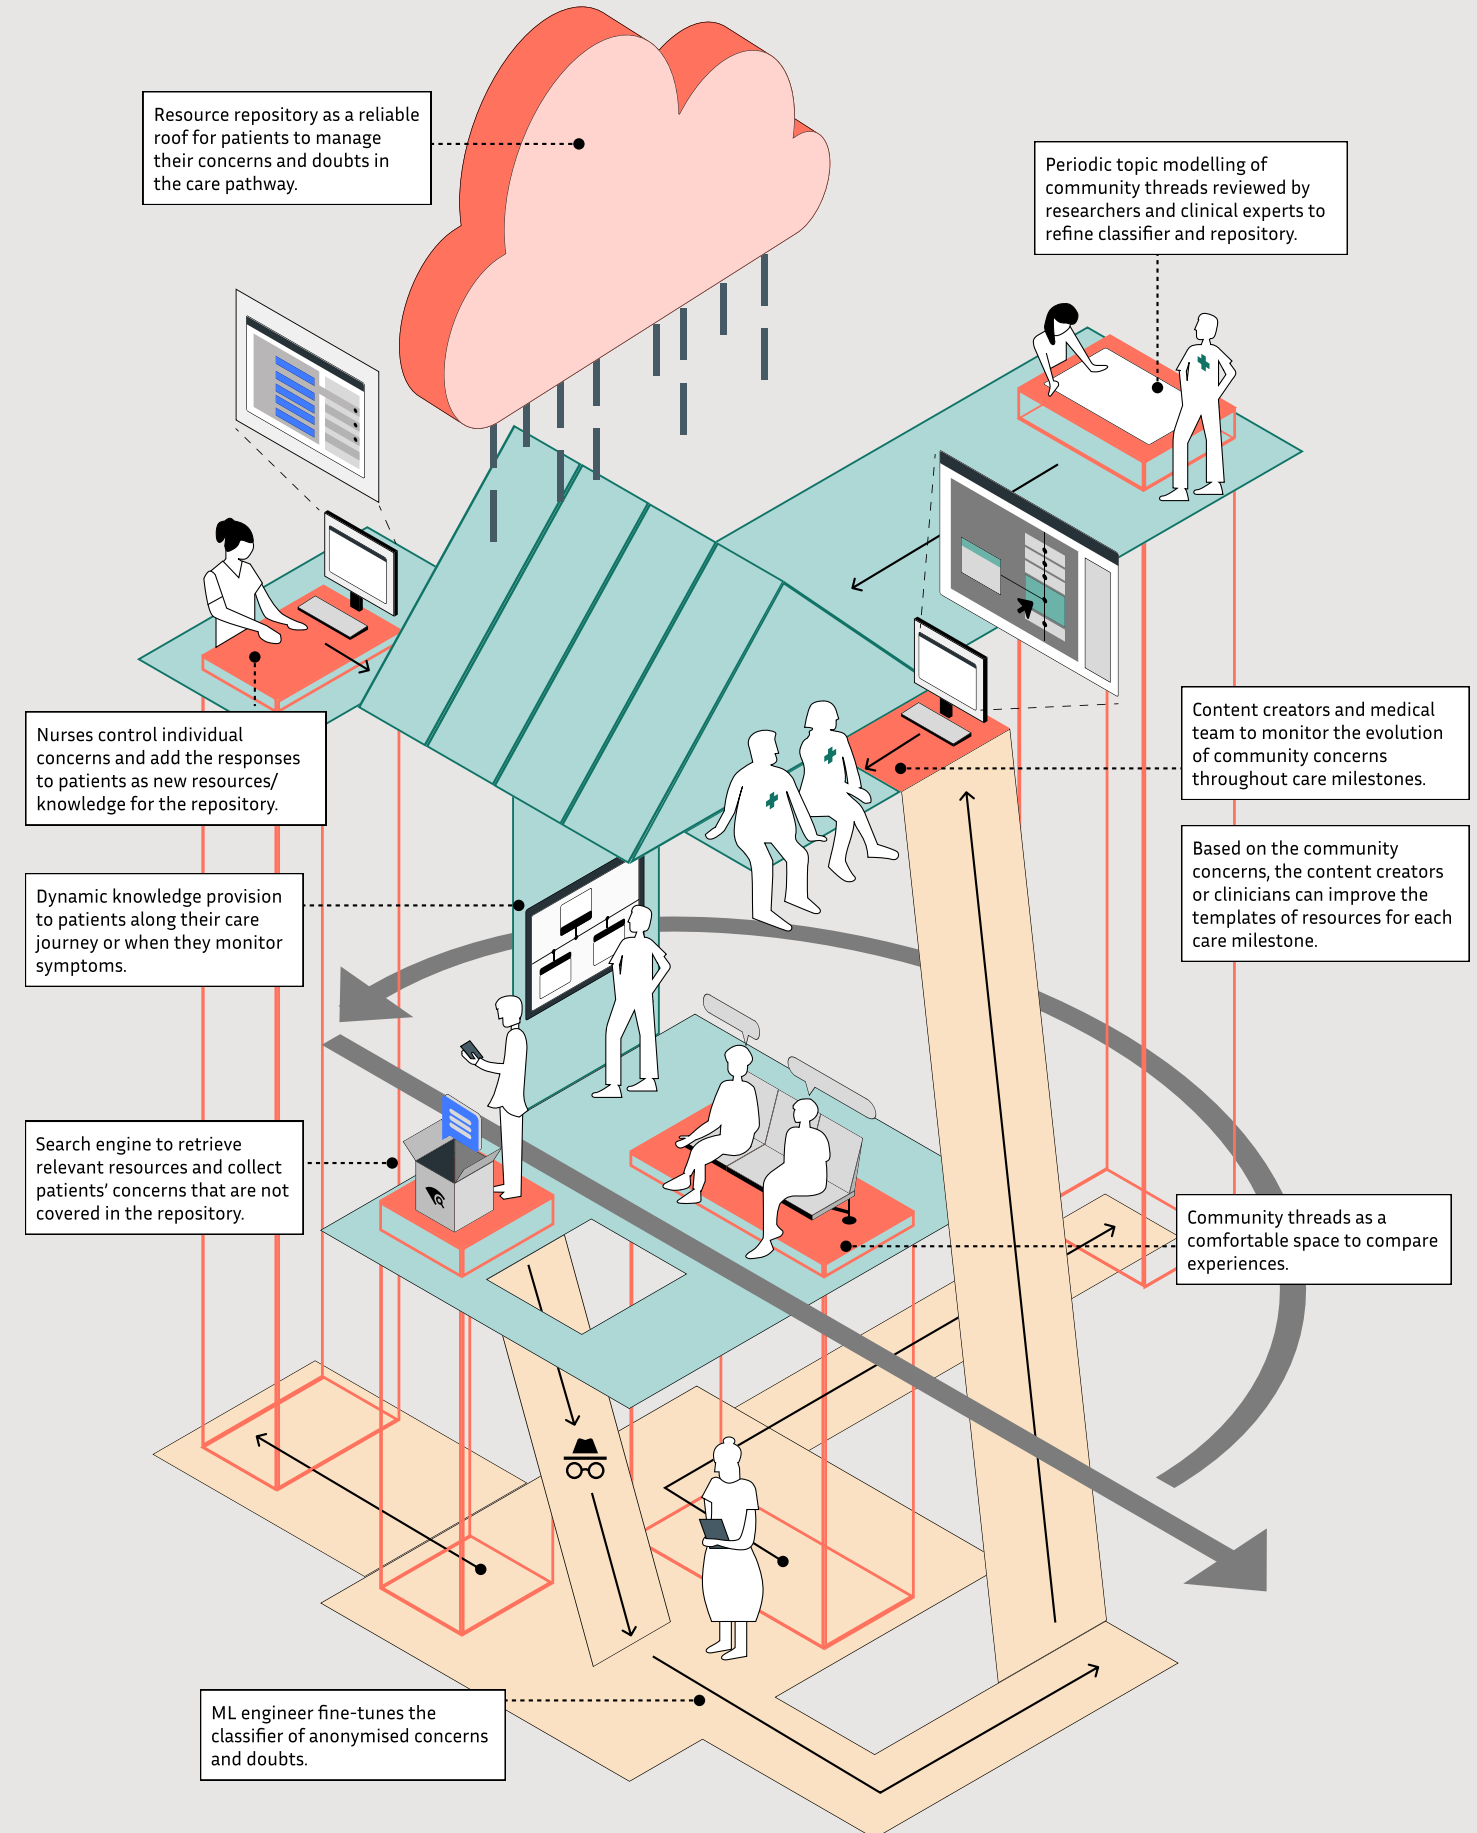 Resource repository as a reliable
roof for patients to manage
their concerns and doubts in
the care pathway.
Periodic topic modelling of
community threads reviewed by
researchers and clinical experts to
refine classifier and repository.
Nurses control individual
concerns and add the responses
to patients as new resources/
knowledge for the repository.
Content creators and medical
team to monitor the evolution
of community concerns
throughout care milestones.
Based on the community
concerns, the content creators
or clinicians can improve the
templates of resources for each
care milestone.
Dynamic knowledge provision
to patients along their care
journey or when they monitor
symptoms.
Search engine to retrieve
relevant resources and collect
patients’ concerns that are not
covered in the repository.
Community threads as a
comfortable space to compare
experiences.
ML engineer fine-tunes the
classifier of anonymised concerns
and doubts.